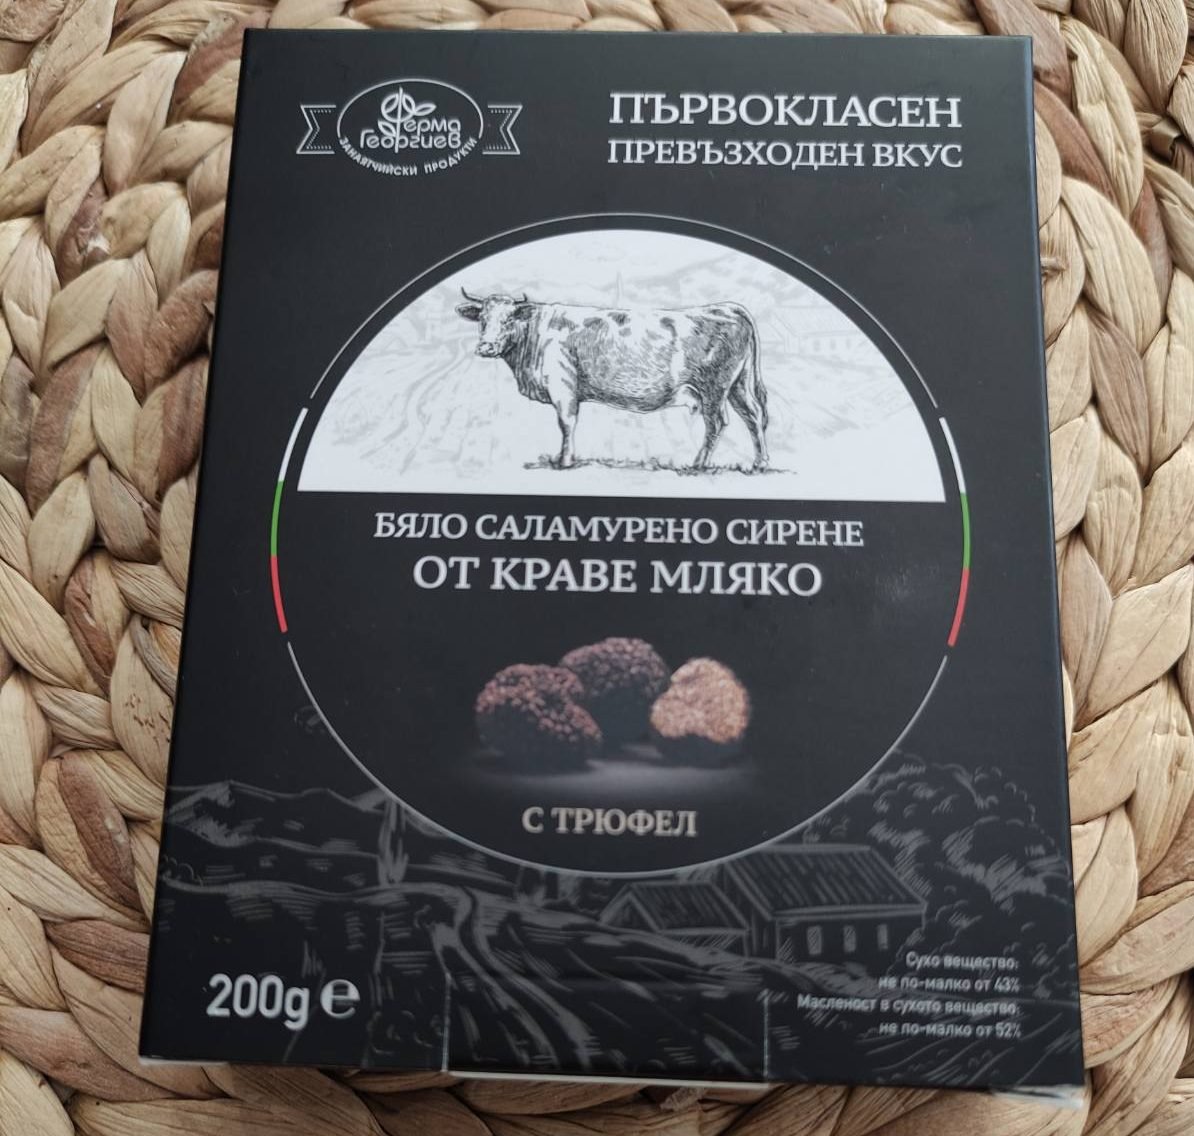 Ферма
Георгиев
ЗАНАЯТЧИЙСКИ ПРОДУКТИ
ПЪРВОКЛАСЕН
ПРЕВЪЗХОДЕН ВКУС
БЯЛО САЛАМУРЕНО СИРЕНЕ
ОТ КРАВЕ МЛЯКО
С ТРЮФЕЛ
200g ℮
Сухо вещество:
не по-малко от 43%
Масленост в сухото вещество:
не по-малко от 52%